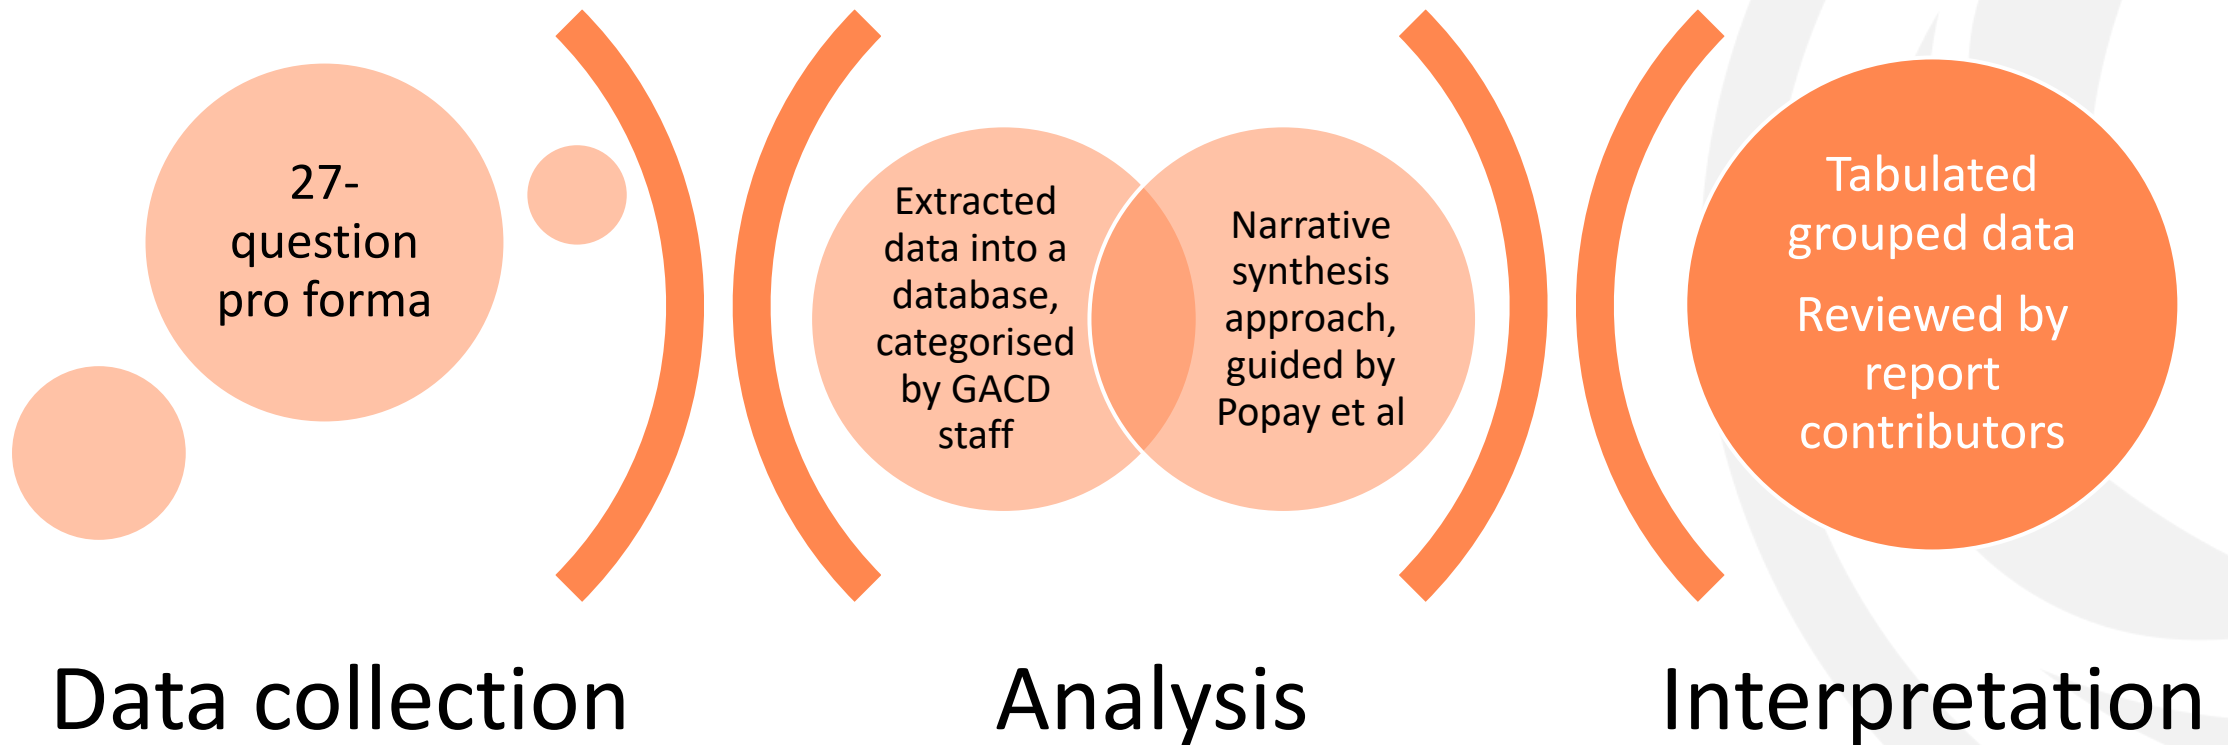 27-
question
pro forma
Extracted
data into a
database,
categorised
by GACD
staff
Narrative
synthesis
approach,
guided by
Popay et al
Tabulated
grouped data
Reviewed by
report
contributors
Data collection
Analysis
Interpretation